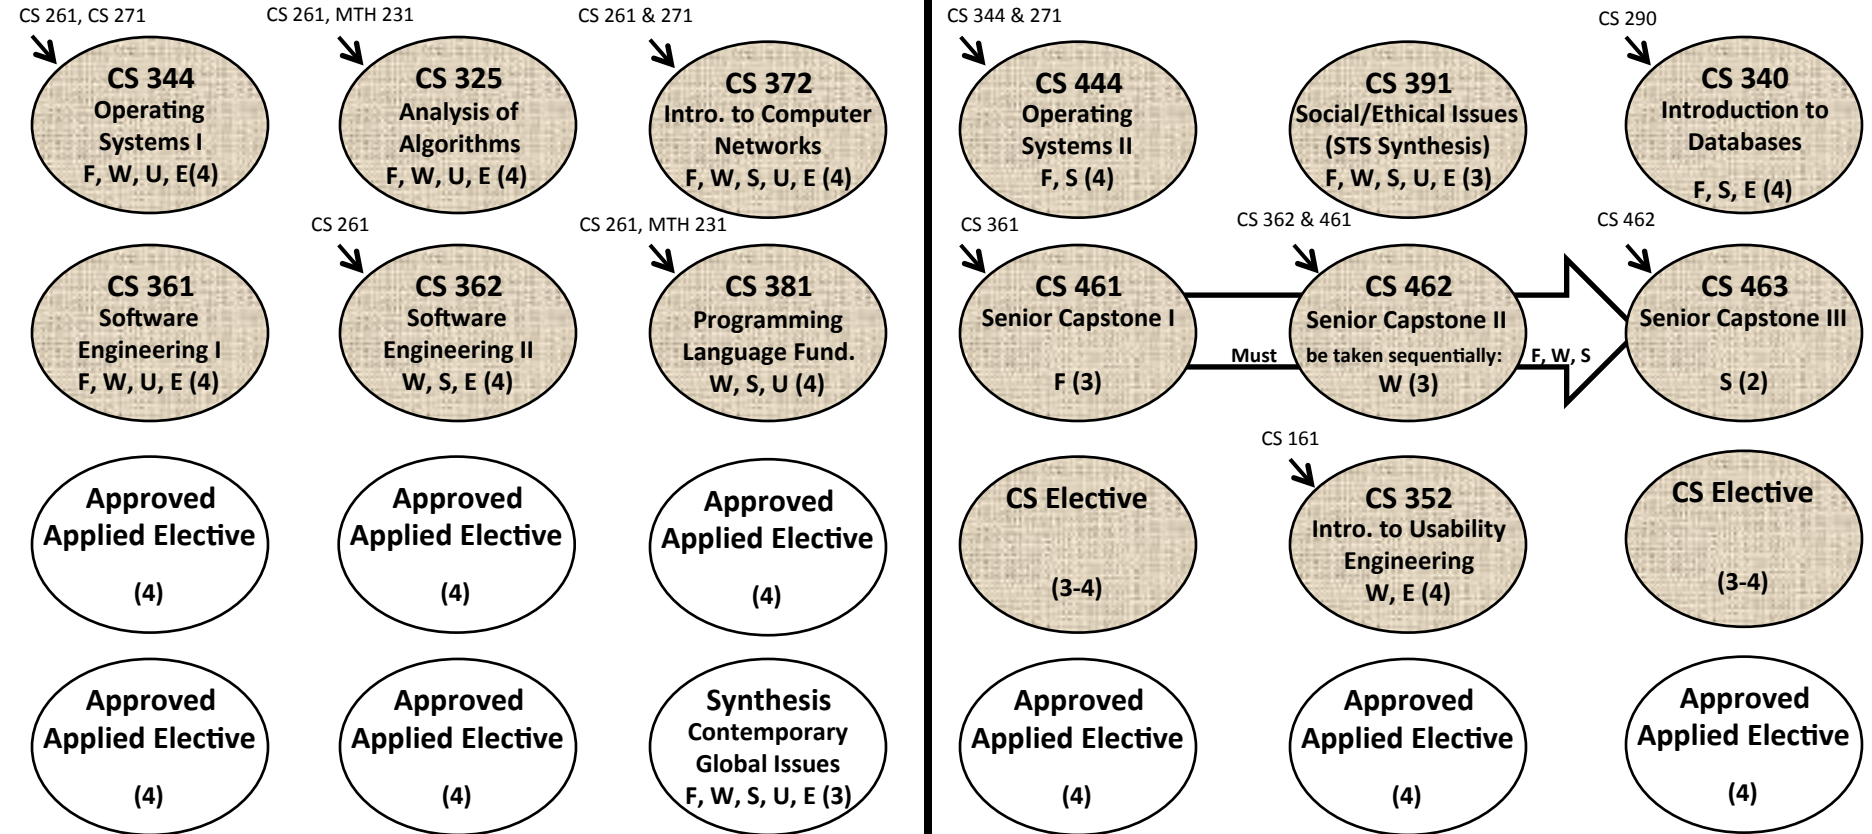 CS 261, CS 271
CS 344
Operating
Systems I
F, W, U, E(4)
CS 261, MTH 231
CS 325
Analysis of
Algorithms
F, W, U, E (4)
CS 261 & 271
CS 372
Intro. to Computer
Networks
F, W, S, U, E (4)
CS 344 & 271
CS 444
Operating
Systems II
F, S (4)
CS 391
Social/Ethical Issues
(STS Synthesis)
F, W, S, U, E (3)
CS 290
CS 340
Introduction to
Databases
F, S, E (4)
CS 361
Software
Engineering I
F, W, U, E (4)
CS 261
CS 362
Software
Engineering II
W, S, E (4)
CS 261, MTH 231
CS 381
Programming
Language Fund.
W, S, U (4)
CS 361
CS 461
Senior Capstone I
F (3)
CS 362 & 461
CS 462
Senior Capstone II
Must be taken sequentially: F, W, S
W (3)
CS 462
CS 463
Senior Capstone III
S (2)
Approved
Applied Elective
(4)
Approved
Applied Elective
(4)
Approved
Applied Elective
(4)
CS Elective
(3-4)
CS 161
CS 352
Intro. to Usability
Engineering
W, E (4)
CS Elective
(3-4)
Approved
Applied Elective
(4)
Approved
Applied Elective
(4)
Synthesis
Contemporary
Global Issues
F, W, S, U, E (3)
Approved
Applied Elective
(4)
Approved
Applied Elective
(4)
Approved
Applied Elective
(4)